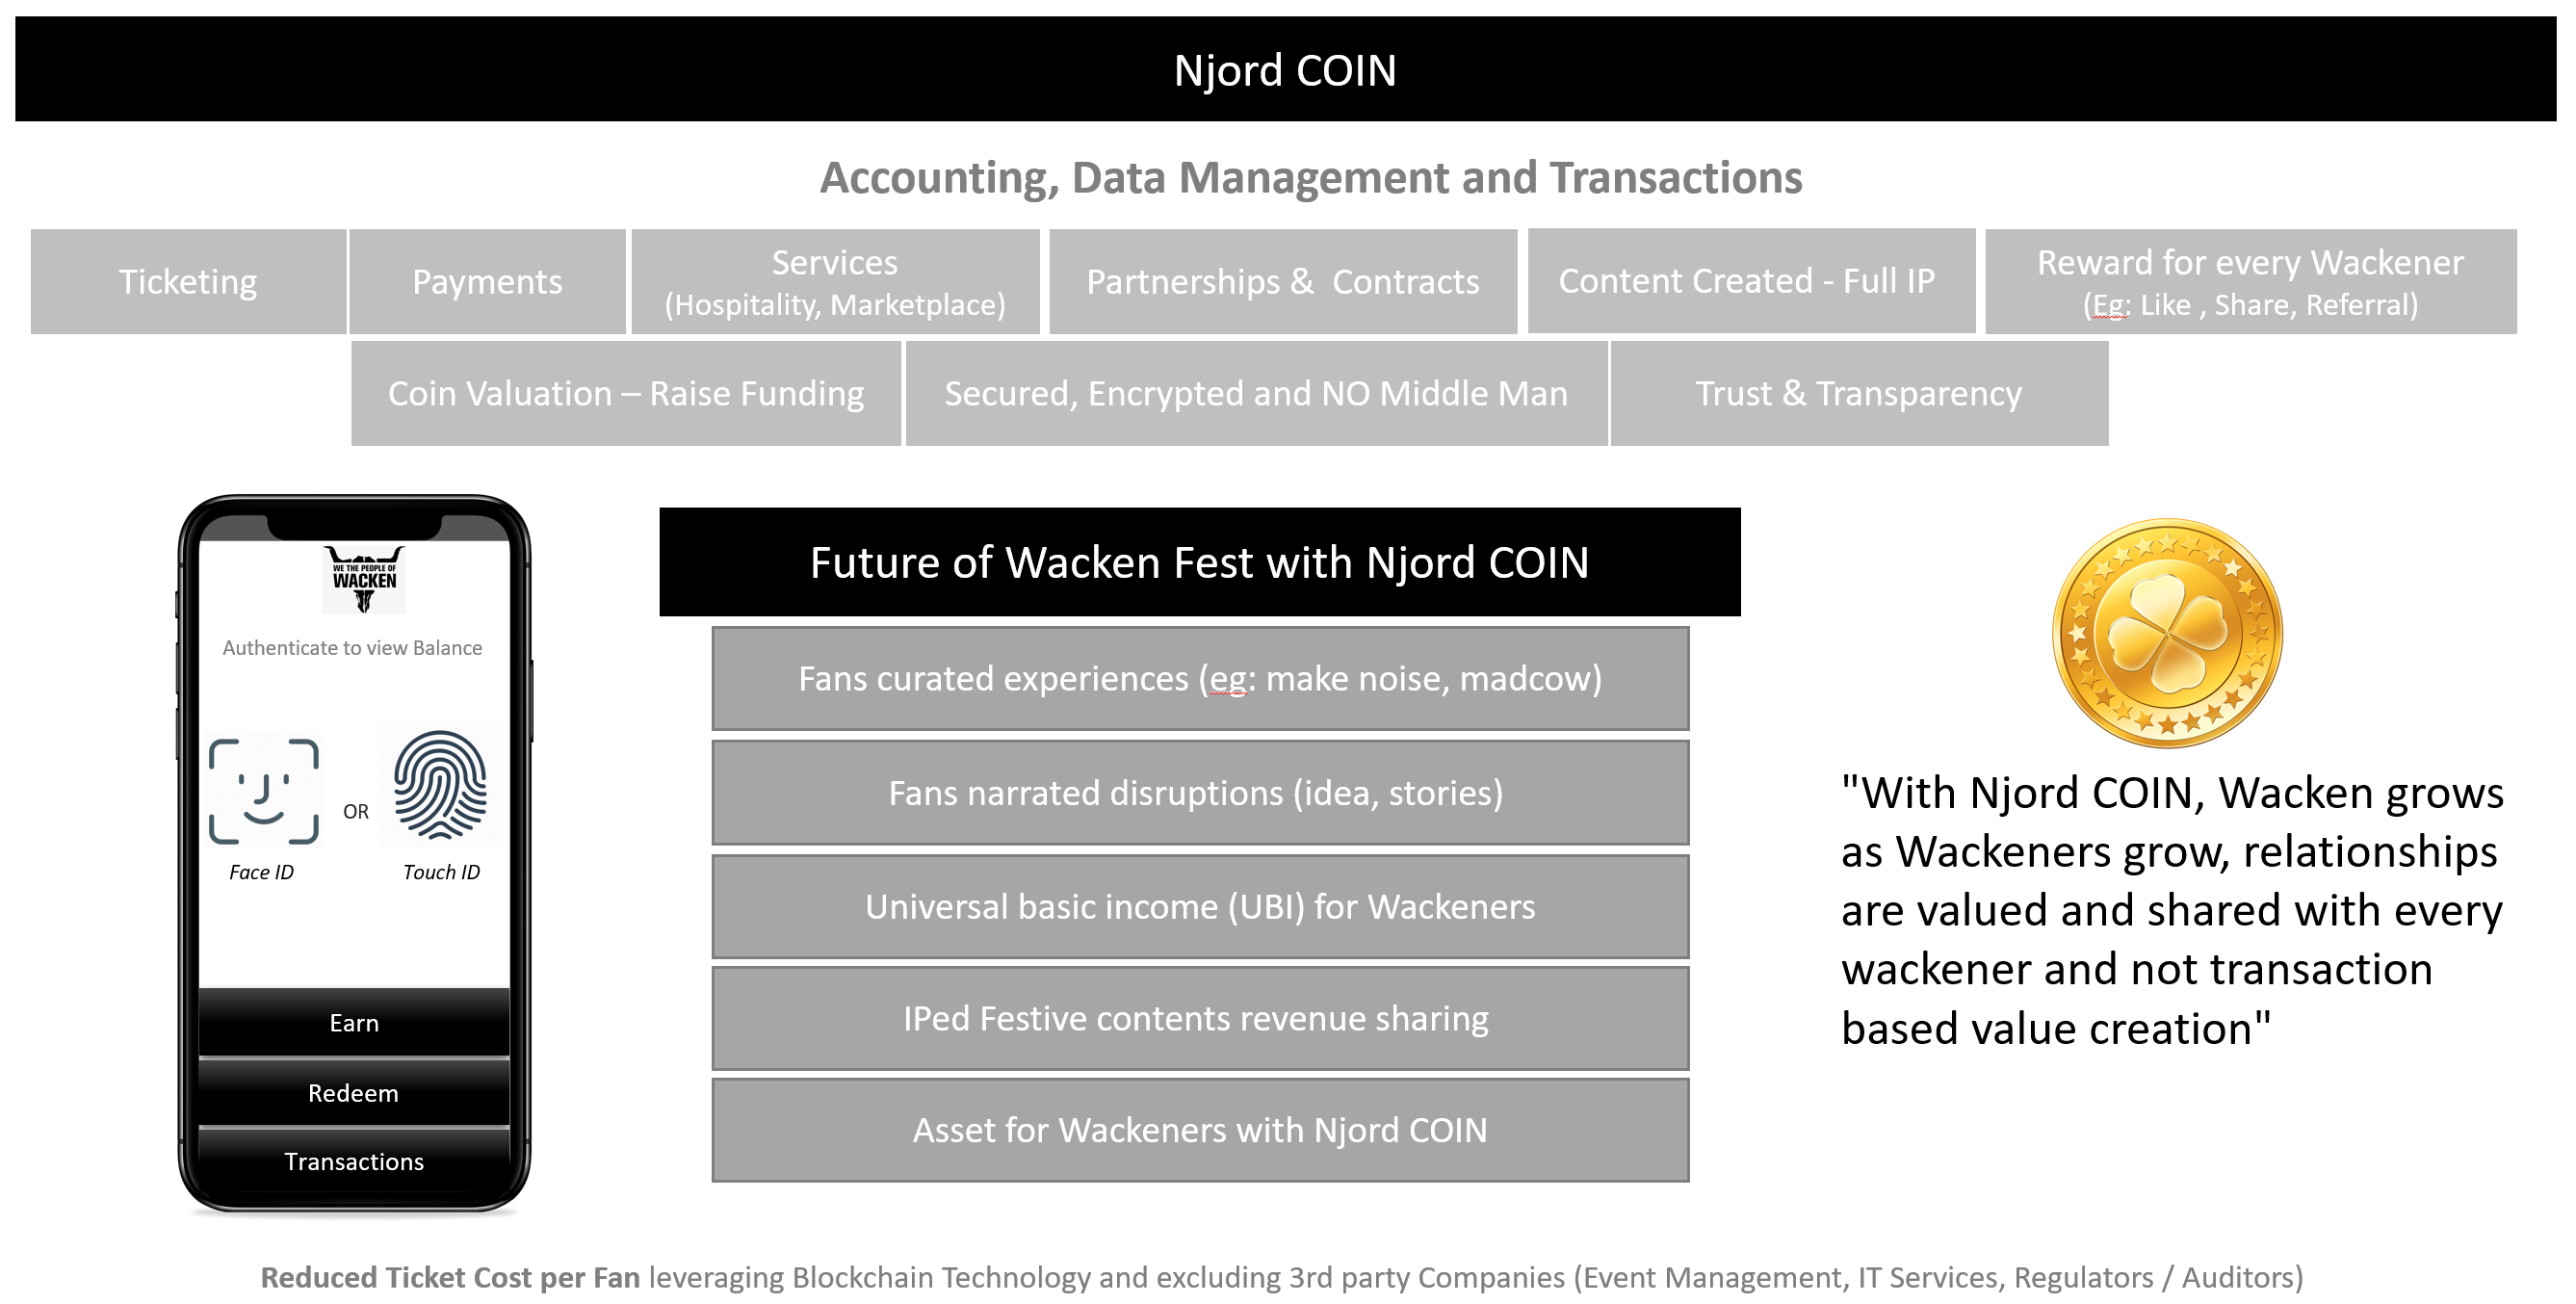 Njord COIN
Accounting, Data Management and Transactions
Ticketing
Payments
Services
(Hospitality, Marketplace)
Partnerships &  Contracts
Content Created - Full IP
Reward for every Wackener
(Eg: Like , Share, Referral)
Coin Valuation – Raise Funding
Secured, Encrypted and NO Middle Man
Trust & Transparency
WE THE PEOPLE OF
WACKEN
Authenticate to view Balance
OR
Face ID
Touch ID
Earn
Redeem
Transactions
Future of Wacken Fest with Njord COIN
Fans curated experiences (eg: make noise, madcow)
Fans narrated disruptions (idea, stories)
Universal basic income (UBI) for Wackeners
IPed Festive contents revenue sharing
Asset for Wackeners with Njord COIN
"With Njord COIN, Wacken grows
as Wackeners grow, relationships
are valued and shared with every
wackener and not transaction
based value creation"
Reduced Ticket Cost per Fan leveraging Blockchain Technology and excluding 3rd party Companies (Event Management, IT Services, Regulators / Auditors)